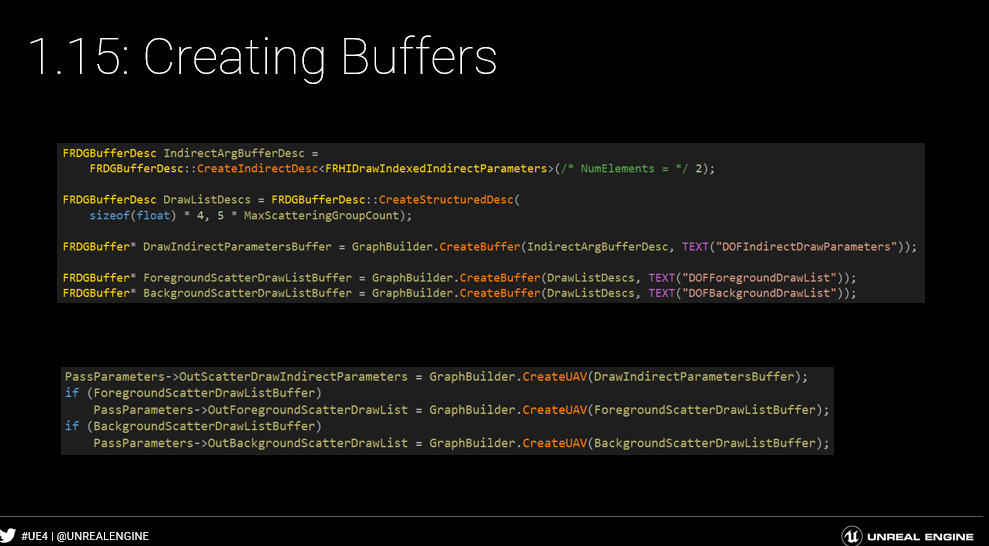 1.15: Creating Buffers
FRDGBufferDesc IndirectArgBufferDesc =
FRDGBufferDesc::CreateIndirectDesc<FRHIDrawIndexedIndirectParameters>(/* NumElements = */ 2);
FRDGBufferDesc DrawListDescs = FRDGBufferDesc::CreateStructuredDesc(
sizeof(float) * 4, 5 * MaxScatteringGroupCount);
FRDGBuffer* DrawIndirectParametersBuffer = GraphBuilder.CreateBuffer(IndirectArgBufferDesc, TEXT("DOFIndirectDrawParameters"));
FRDGBuffer* ForegroundScatterDrawListBuffer = GraphBuilder.CreateBuffer(DrawListDescs, TEXT("DOFForegroundDrawList"));
FRDGBuffer* BackgroundScatterDrawListBuffer = GraphBuilder.CreateBuffer(DrawListDescs, TEXT("DOFBackgroundDrawList"));
PassParameters->OutScatterDrawIndirectParameters = GraphBuilder.CreateUAV(DrawIndirectParametersBuffer);
if (ForegroundScatterDrawListBuffer)
PassParameters->OutForegroundScatterDrawList = GraphBuilder.CreateUAV(ForegroundScatterDrawListBuffer);
if (BackgroundScatterDrawListBuffer)
PassParameters->OutBackgroundScatterDrawList = GraphBuilder.CreateUAV(BackgroundScatterDrawListBuffer);
#UE4 | @UNREALENGINE
UNREAL ENGINE